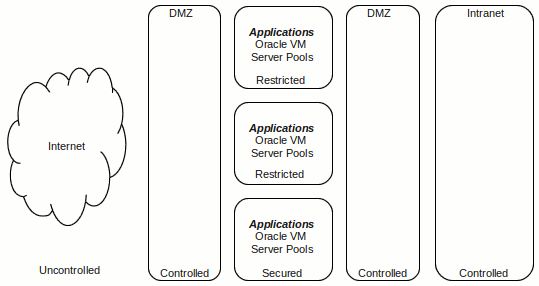 Internet
Uncontrolled
DMZ
Controlled
Applications
Oracle VM
Server Pools
Restricted
Applications
Oracle VM
Server Pools
Restricted
Applications
Oracle VM
Server Pools
Secured
DMZ
Controlled
Intranet
Controlled